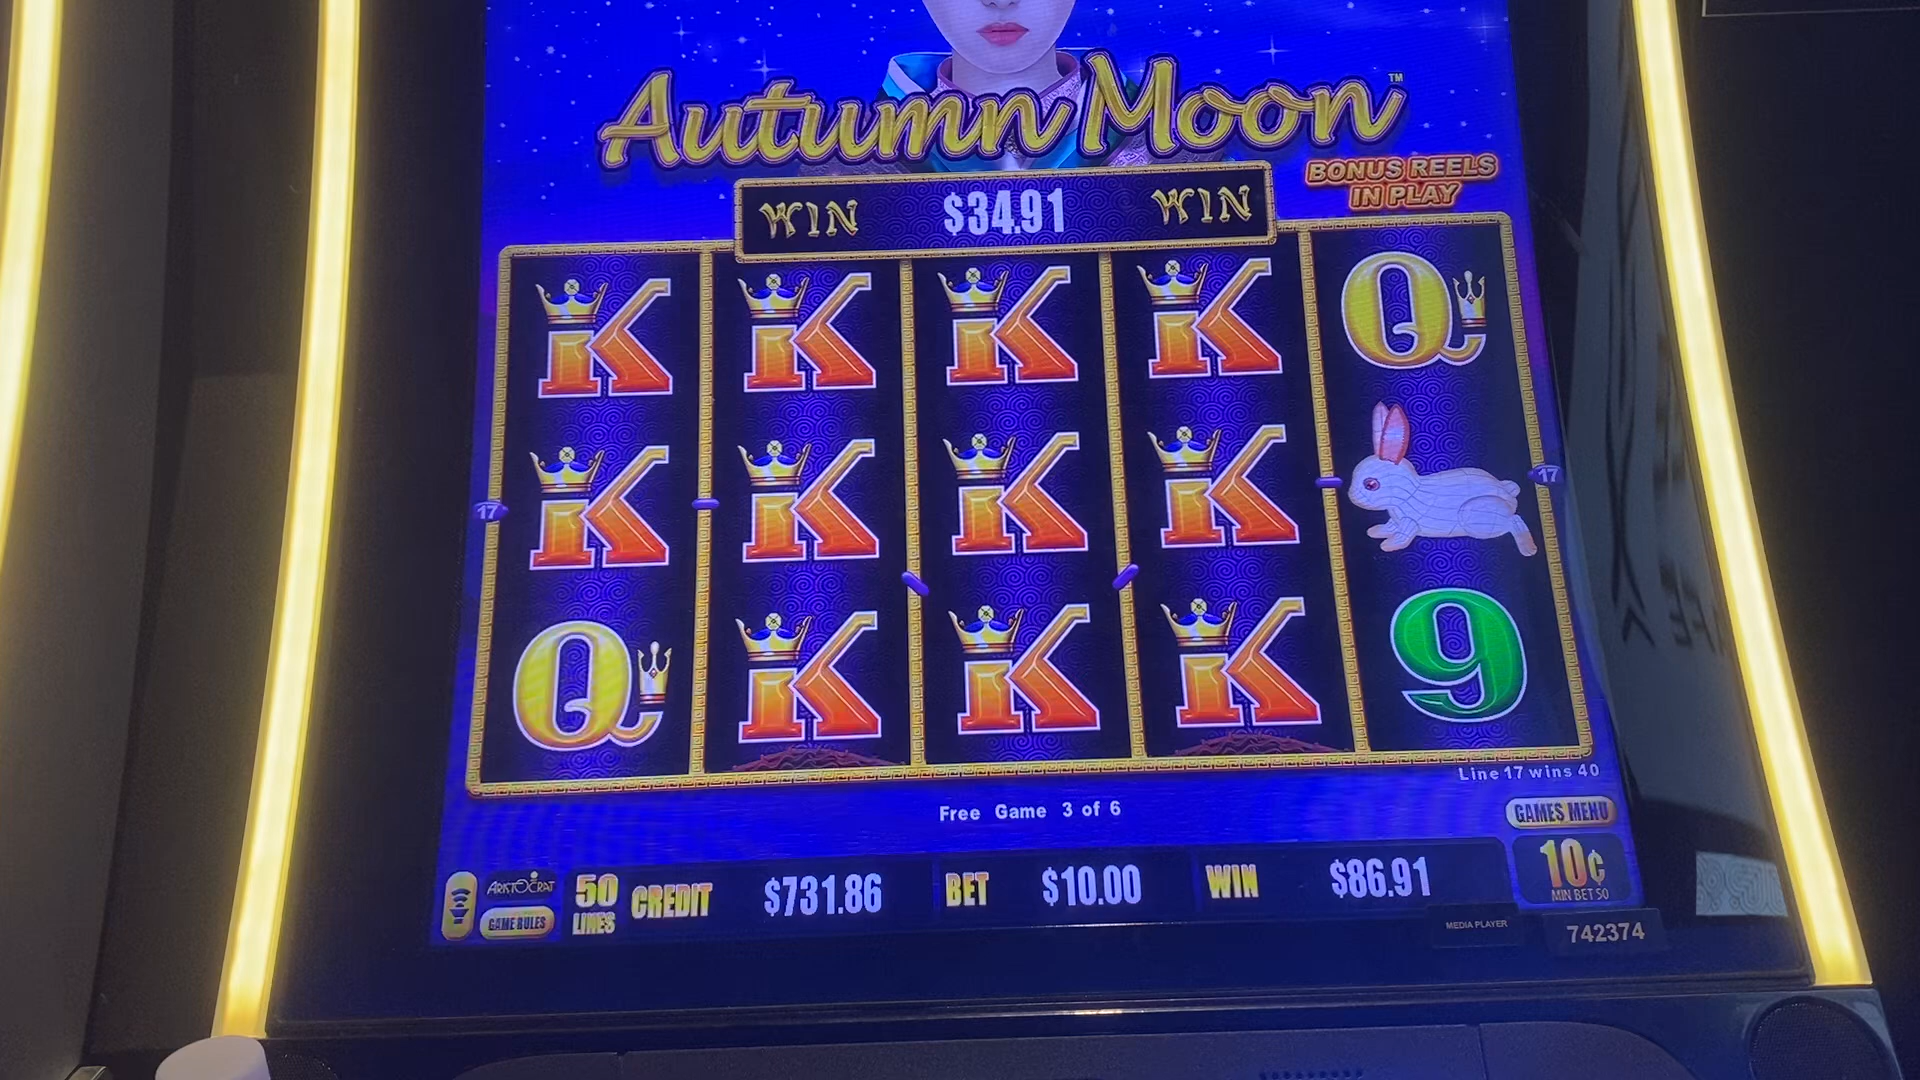 Autumn Moon™
BONUS REELS
IN PLAY
WIN $34.91 WIN
K K K K Q
17 K K K K 17
Q K K K 9
Line 17 wins 40
Free Game 3 of 6
GAMES MENU
ARISTOCRAT
GAME RULES
50
LINES
CREDIT $731.86 BET $10.00 WIN $86.91
10¢
MIN BET 50
MEDIA PLAYER
742374